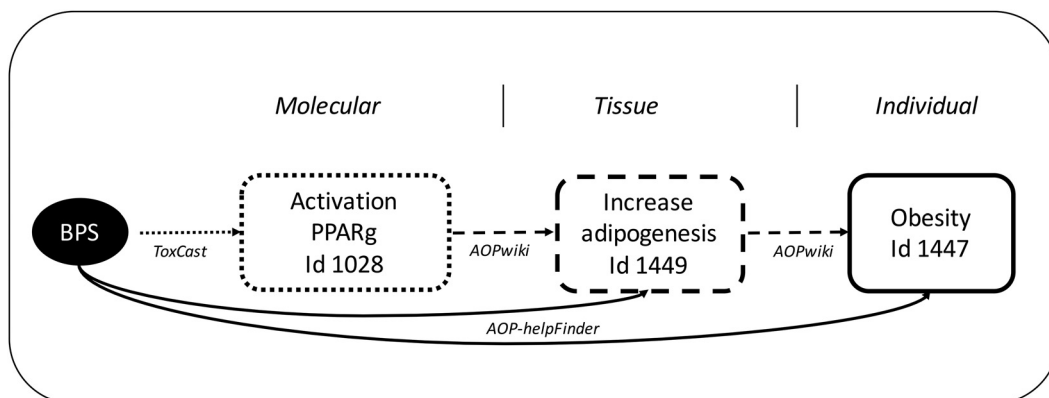 Molecular
Tissue
Individual
BPS
ToxCast
Activation
PPARg
Id 1028
AOPwiki
Increase
adipogenesis
Id 1449
AOPwiki
Obesity
Id 1447
AOP-helpFinder